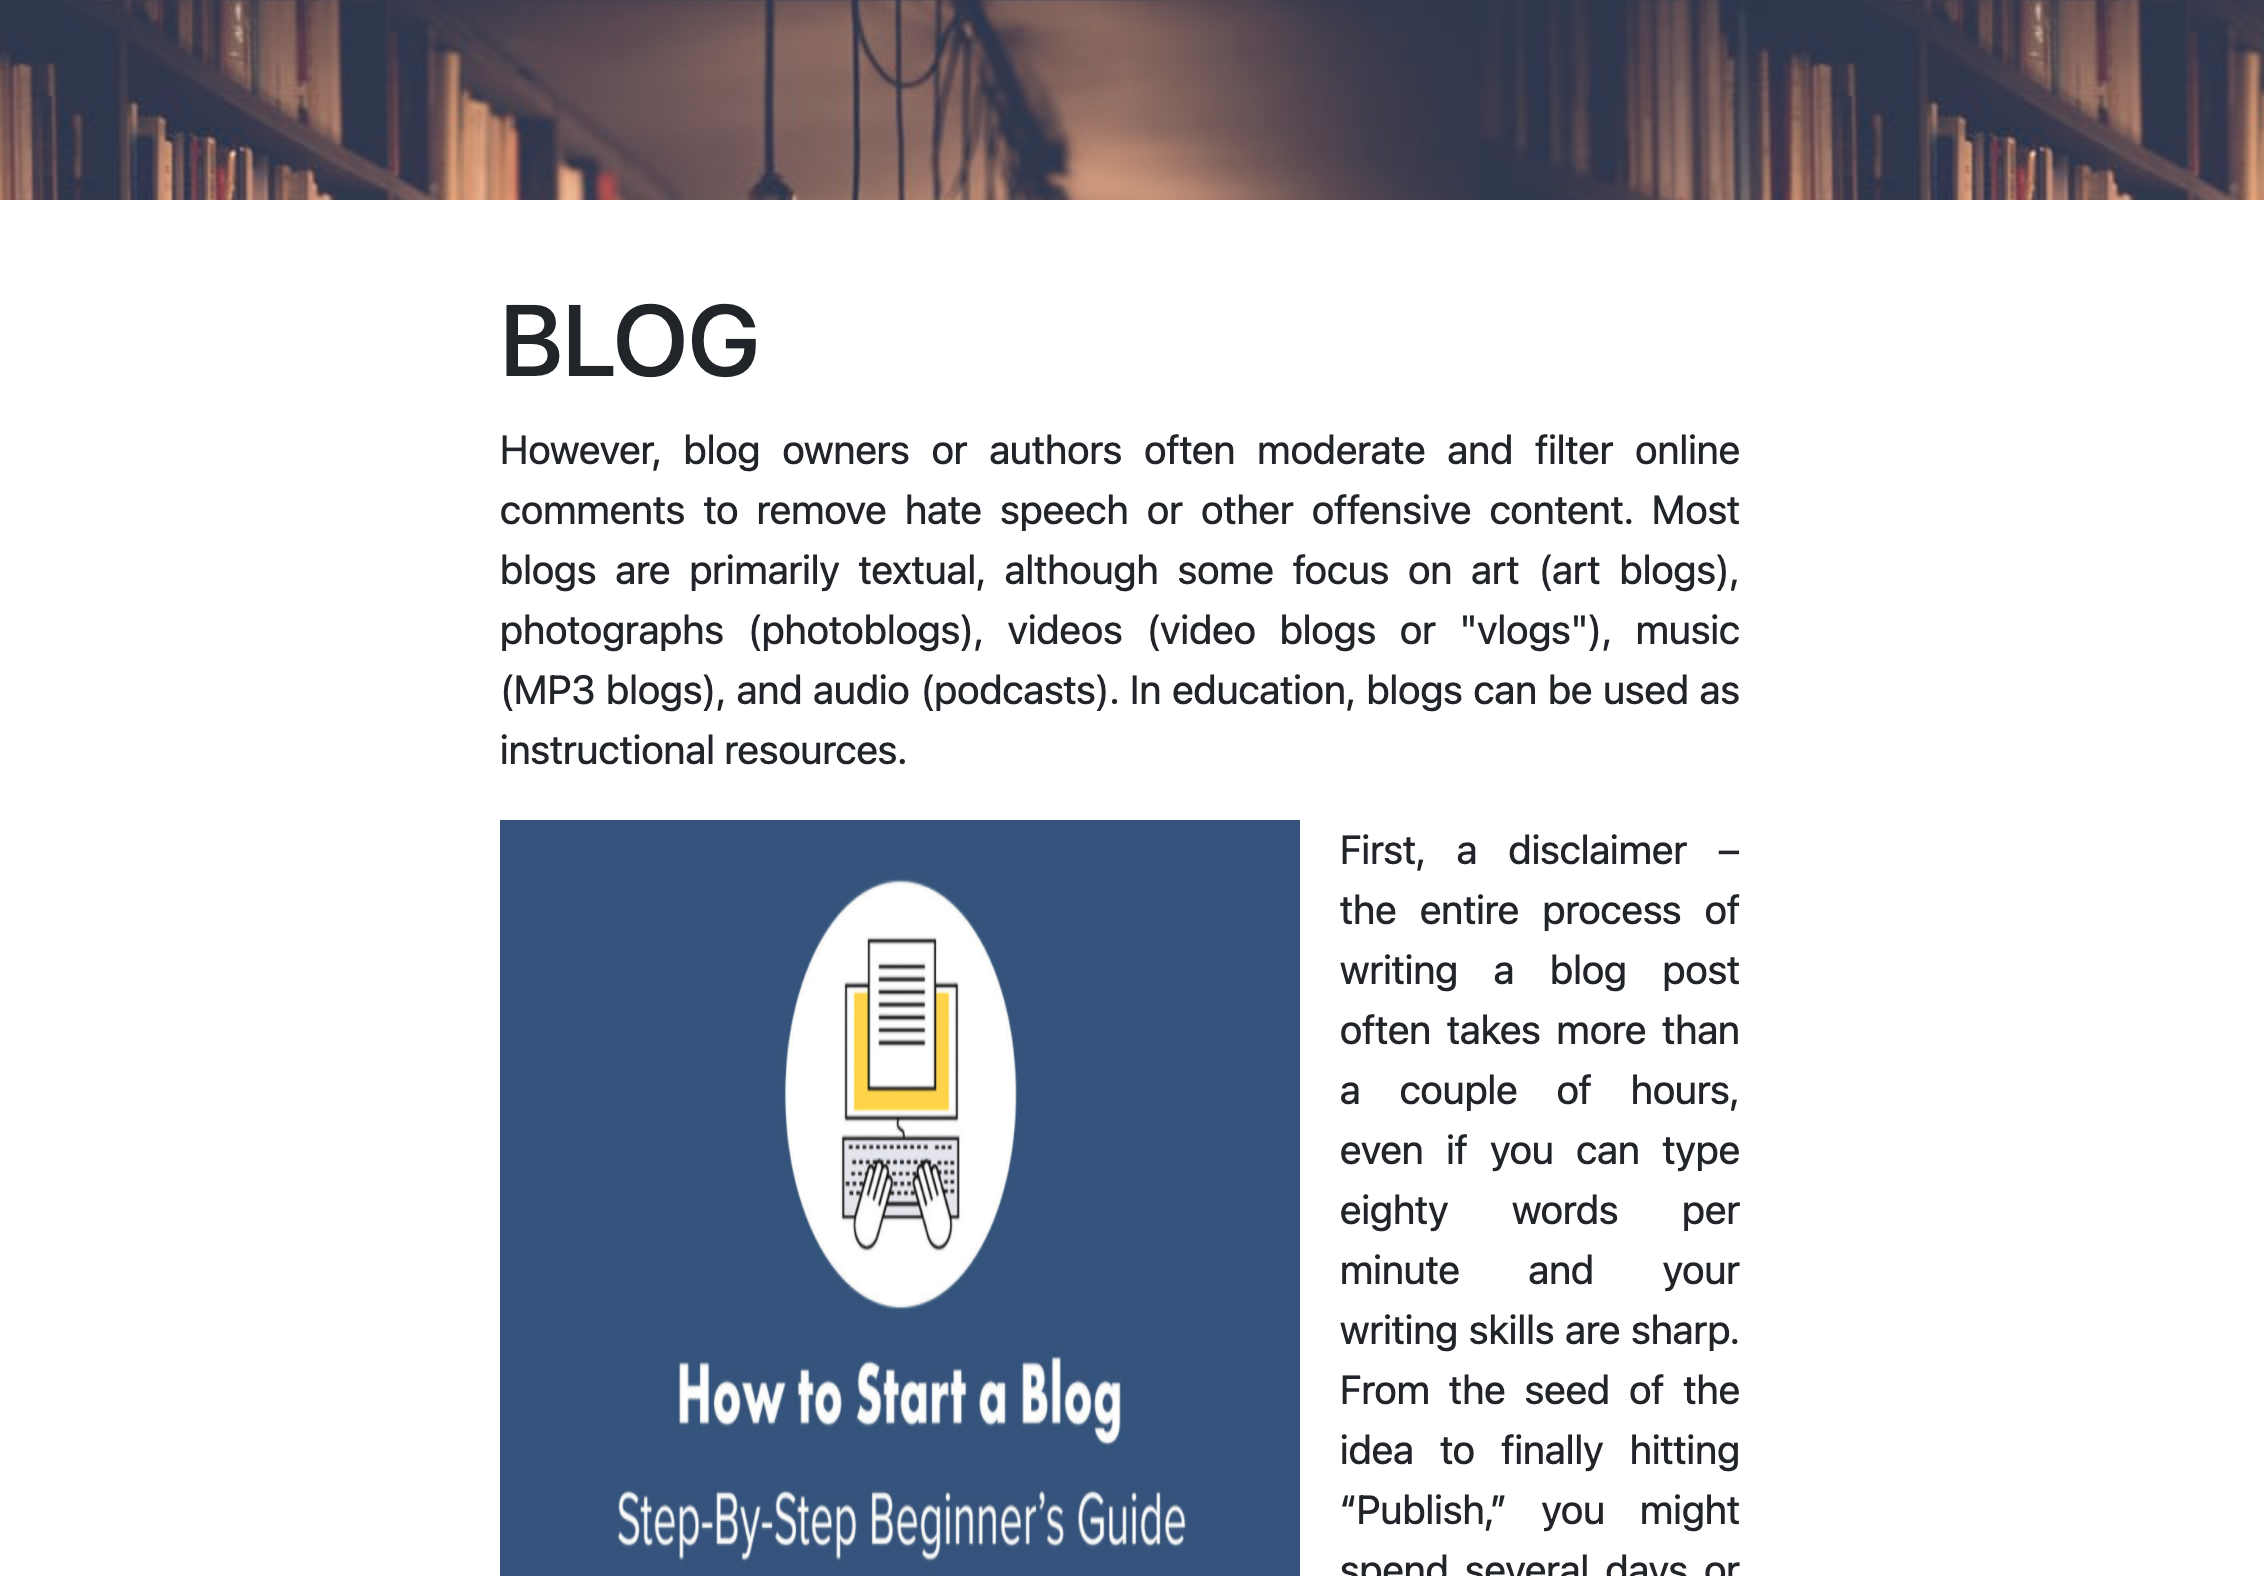 BLOG
However, blog owners or authors often moderate and filter online
comments to remove hate speech or other offensive content. Most
blogs are primarily textual, although some focus on art (art blogs),
photographs (photoblogs), videos (video blogs or "vlogs"), music
(MP3 blogs), and audio (podcasts). In education, blogs can be used as
instructional resources.
How to Start a Blog
Step-By-Step Beginner’s Guide
First, a disclaimer –
the entire process of
writing a blog post
often takes more than
a couple of hours,
even if you can type
eighty words per
minute and your
writing skills are sharp.
From the seed of the
idea to finally hitting
“Publish,” you might
spend several days or